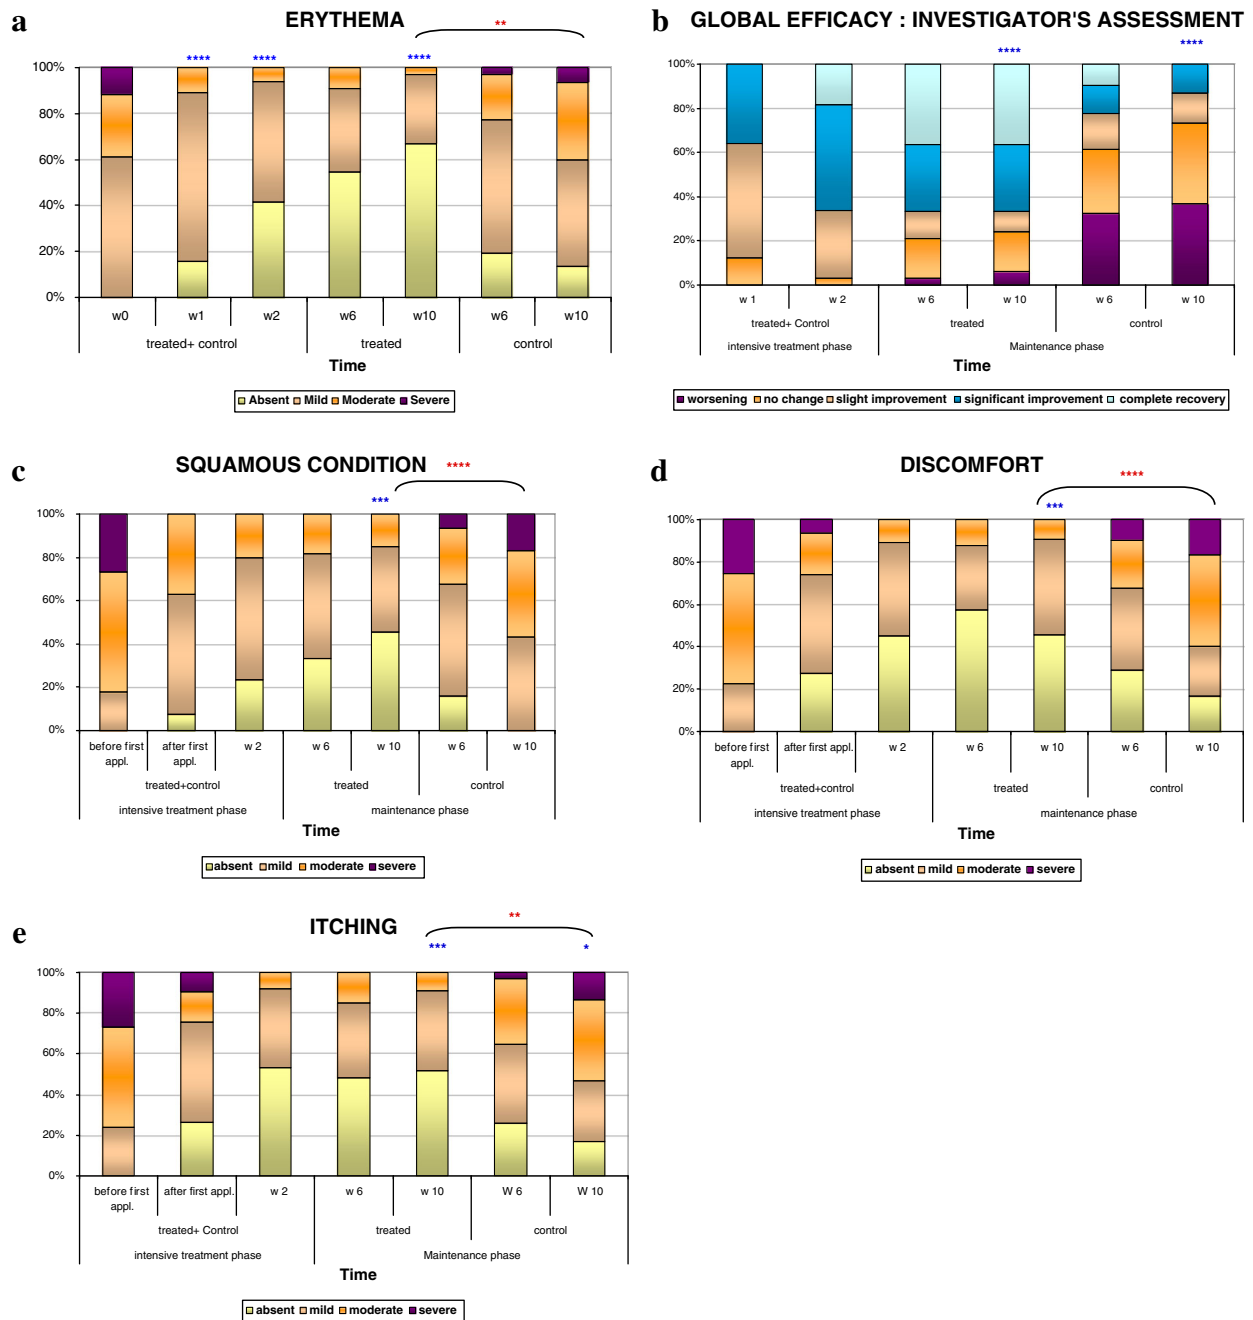 a
ERYTHEMA
**
**** **** ****
100%
80%
60%
40%
20%
0%
w0 w1 w2 w6 w10 w6 w10
treated+ control treated control
Time
Absent Mild Moderate Severe
b
GLOBAL EFFICACY : INVESTIGATOR'S ASSESSMENT
**** ****
100%
80%
60%
40%
20%
0%
w 1 w 2 w 6 w 10 w 6 w 10
treated+ Control treated control
intensive treatment phase Maintenance phase
Time
worsening no change slight improvement significant improvement complete recovery
c
SQUAMOUS CONDITION
****
***
100%
80%
60%
40%
20%
0%
before first after first w 2 w 6 w 10 w 6 w 10
appl. appl.
treated+control treated control
intensive treatment phase maintenance phase
Time
absent mild moderate severe
d
DISCOMFORT
****
***
100%
80%
60%
40%
20%
0%
before first after first appl. w 2 w 6 w 10 w 6 w 10
appl.
treated+control treated control
intensive treatment phase maintenance phase
Time
absent mild moderate severe
e
ITCHING
**
*** *
100%
80%
60%
40%
20%
0%
before first after first appl. w 2 w 6 w 10 W 6 W 10
appl.
treated+ Control treated control
intensive treatment phase Maintenance phase
Time
absent mild moderate severe